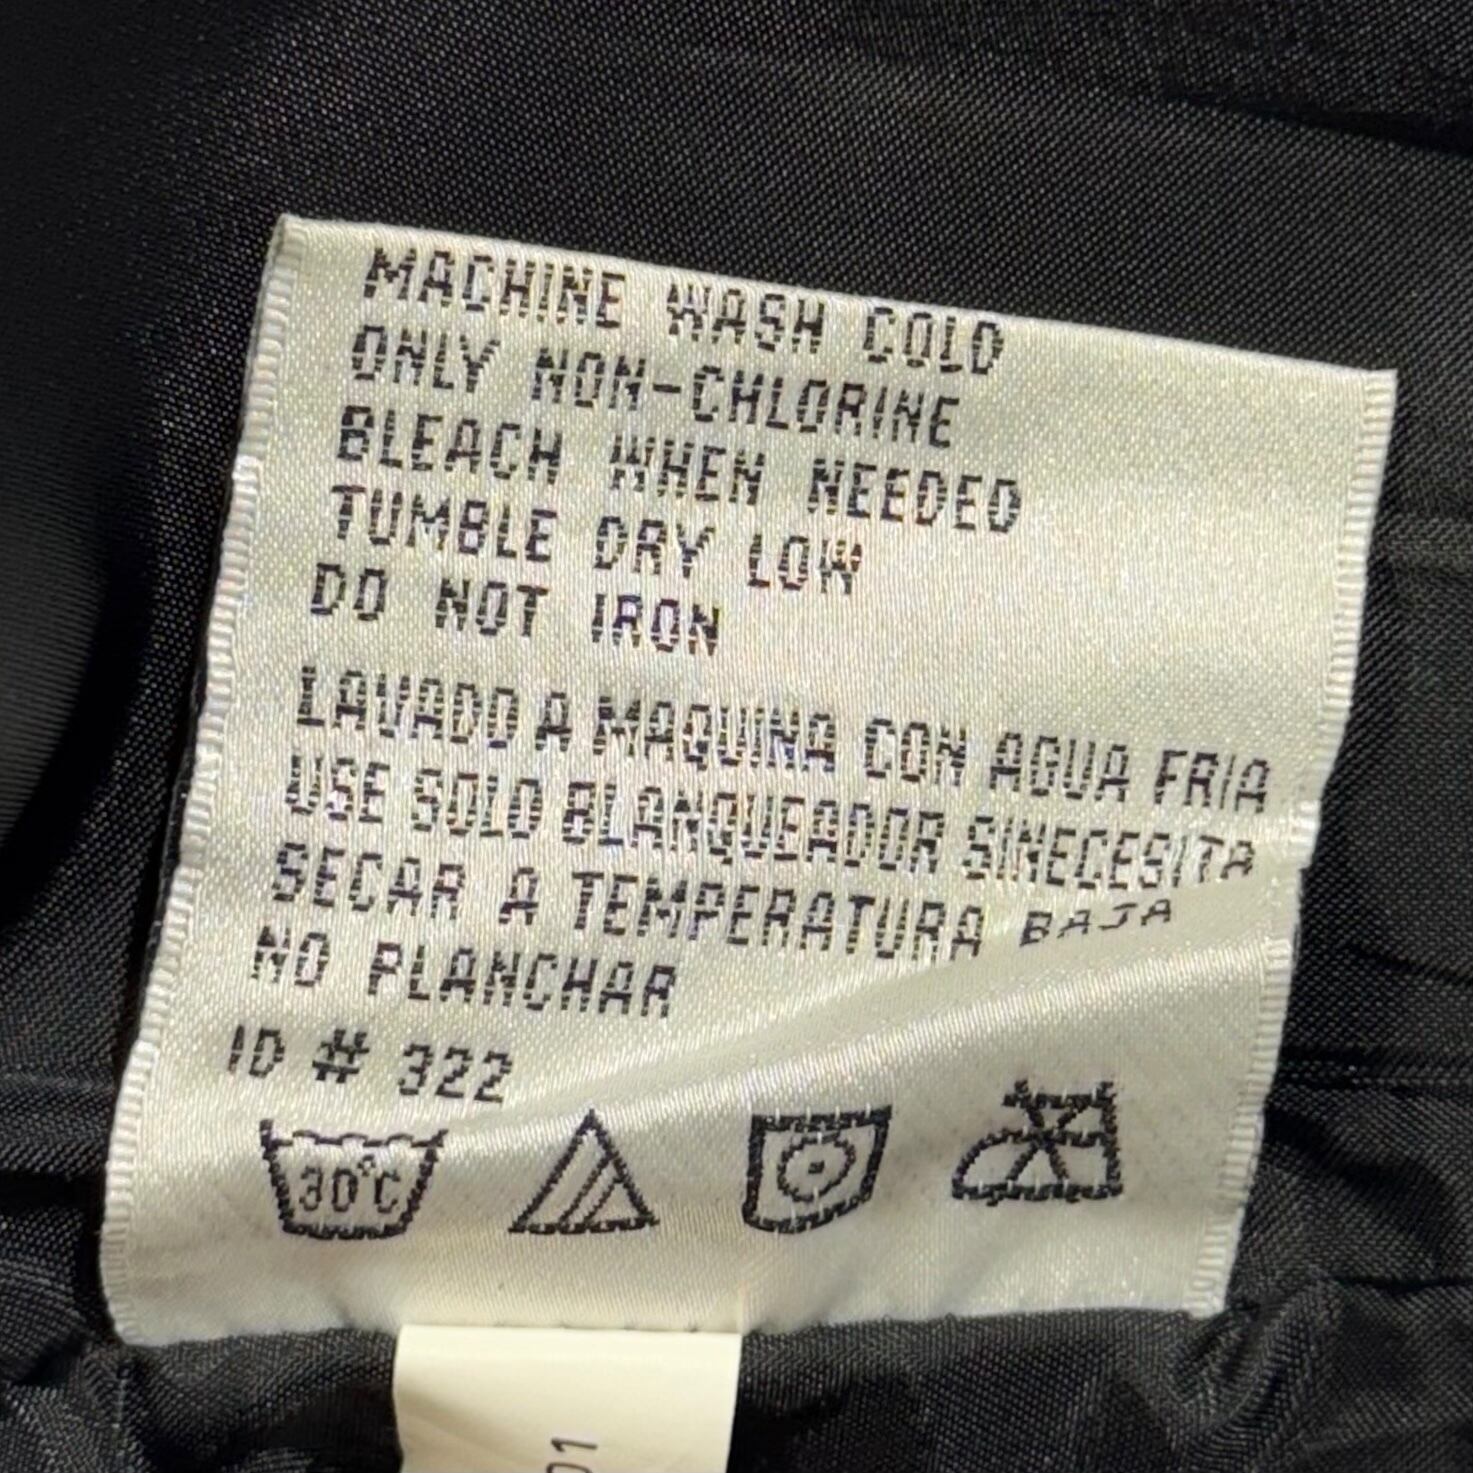 MACHINE WASH COLD
ONLY NON-CHLORINE
BLEACH WHEN NEEDED
TUMBLE DRY LOW
DO NOT IRON
LAVADO A MAQUINA CON AGUA FRIA
USE SOLO BLANQUEADOR SINECESITA
SECAR A TEMPERATURA BAJA
NO PLANCHAR
ID # 322
30°C
01